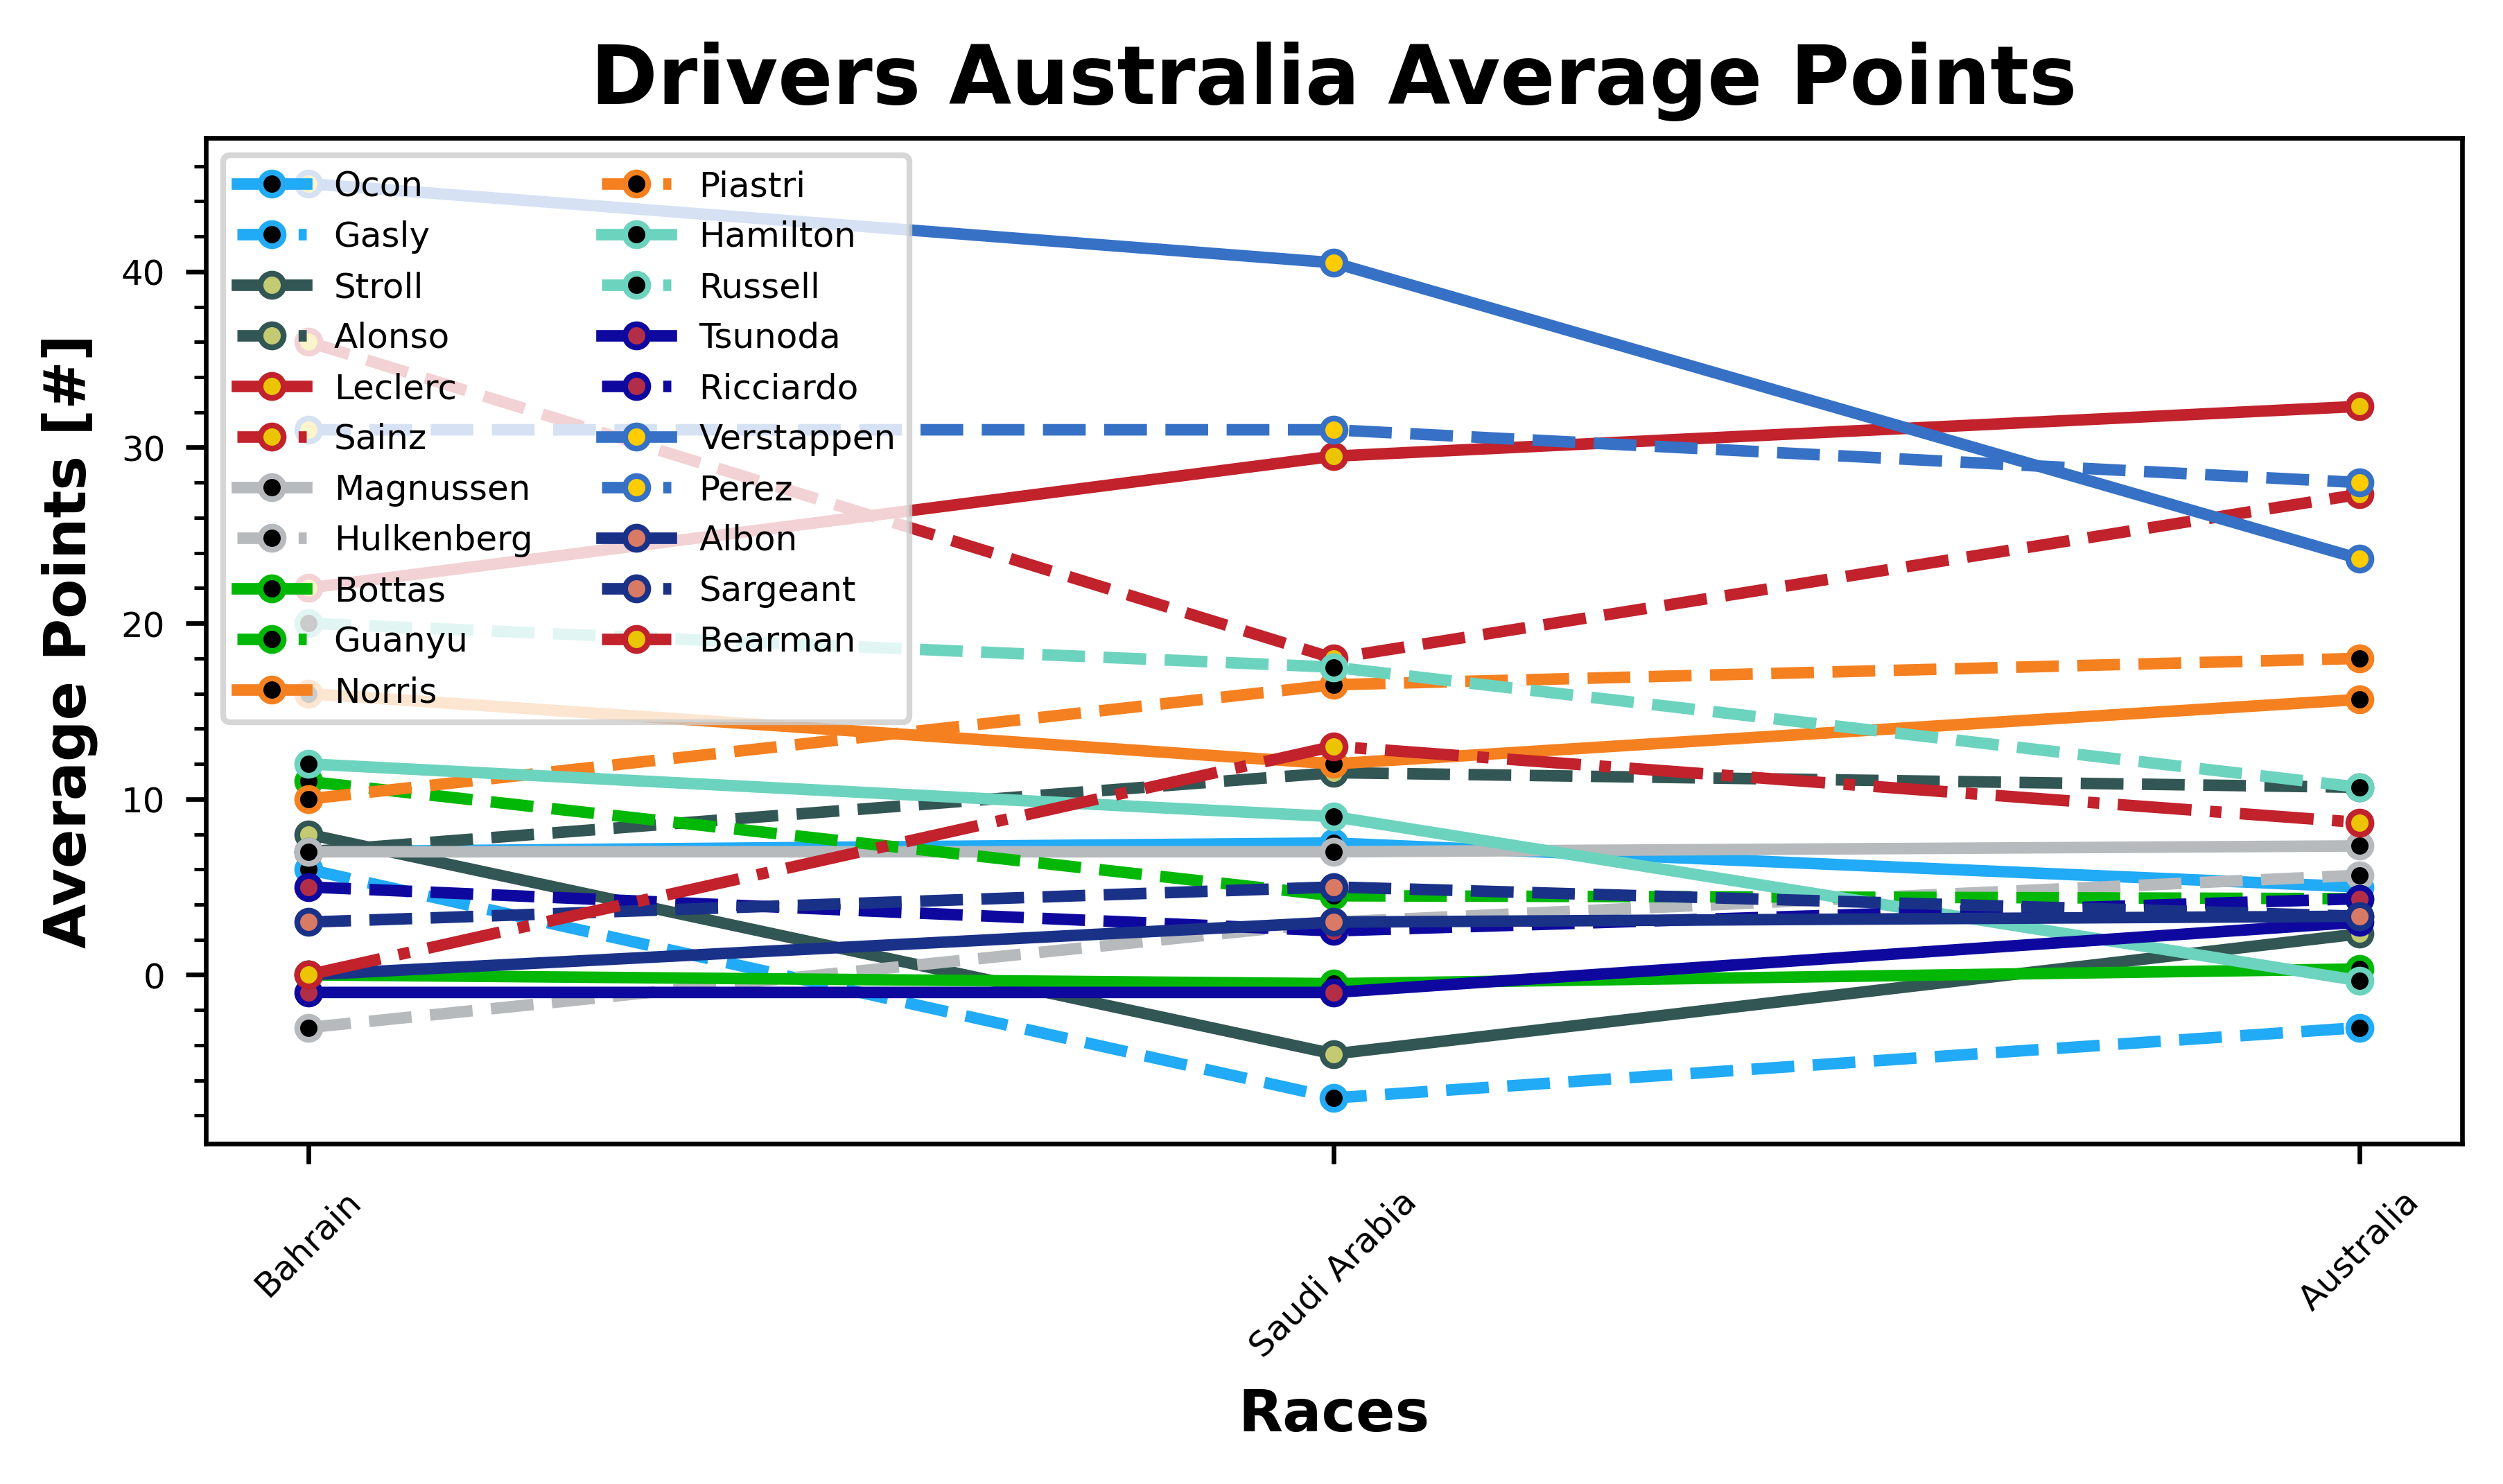 Drivers Australia Average Points
Average Points [#]
40
30
20
10
0
Ocon
Gasly
Stroll
Alonso
Leclerc
Sainz
Magnussen
Hulkenberg
Bottas
Guanyu
Norris
Piastri
Hamilton
Russell
Tsunoda
Ricciardo
Verstappen
Perez
Albon
Sargeant
Bearman
Bahrain
Saudi Arabia
Australia
Races